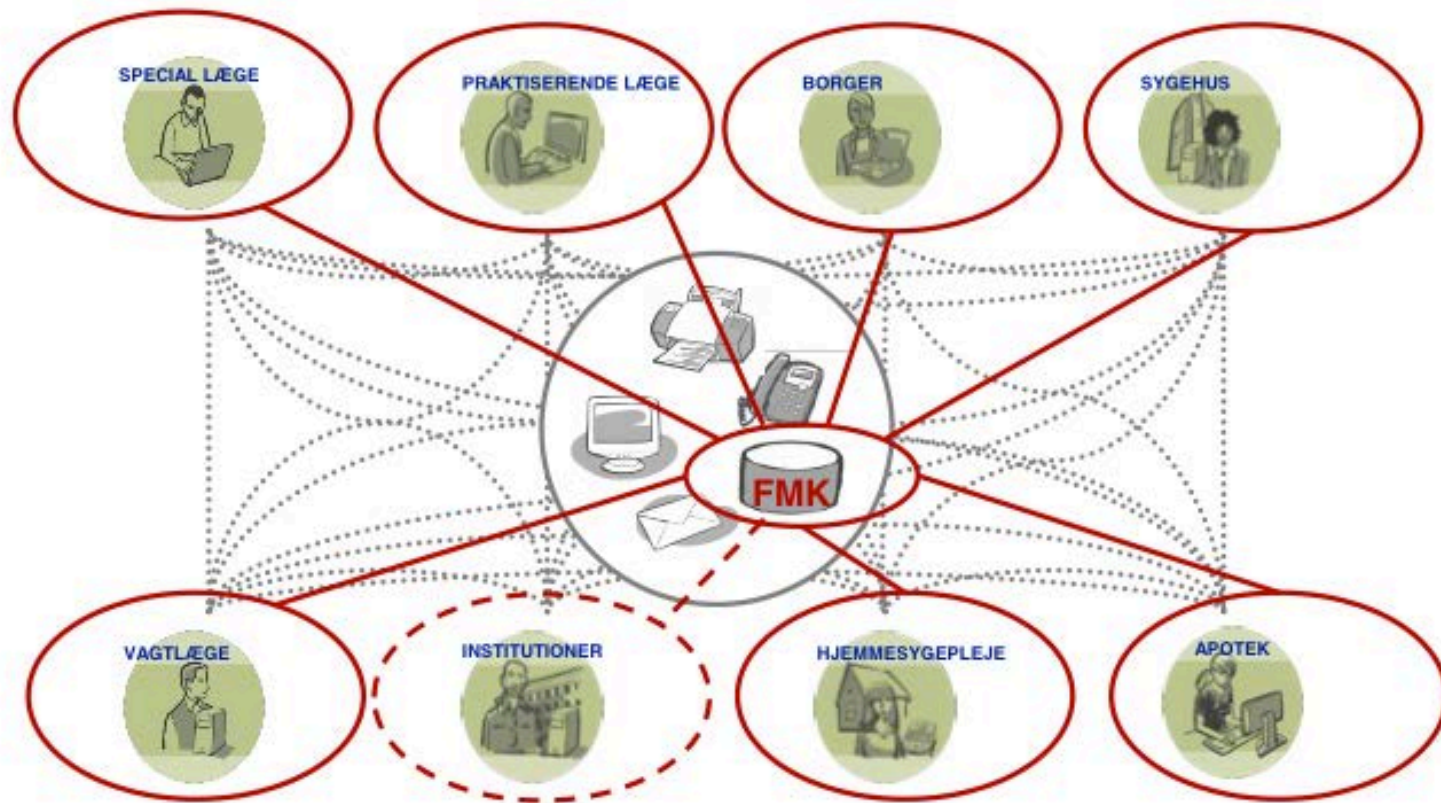 SPECIAL LÆGE
PRAKTISERENDE LÆGE
BORGER
SYGEHUS
FMK
VAGTLÆGE
INSTITUTIONER
HJEMMESYGEPLEJE
APOTEK